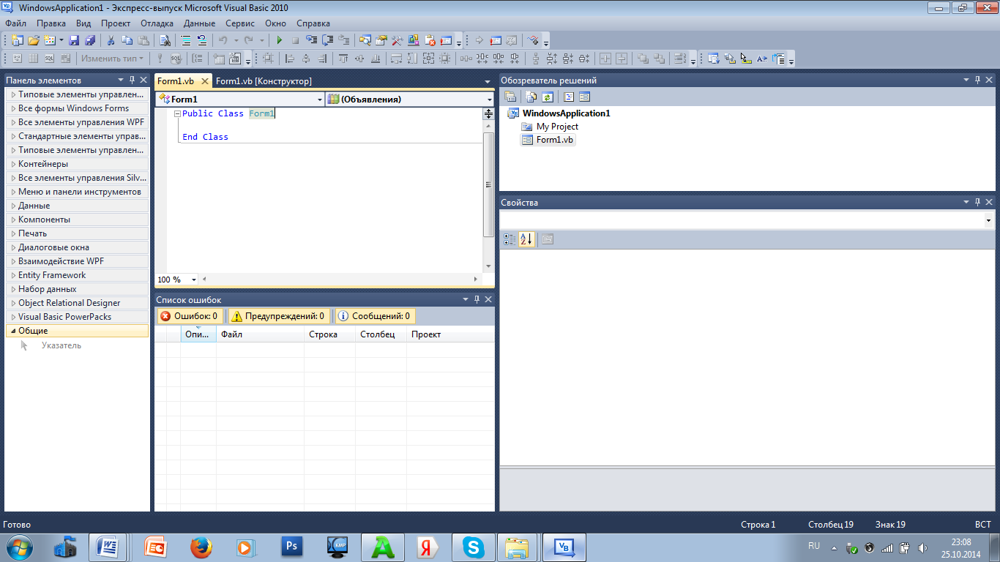 WindowsApplication1 - Экспресс-выпуск Microsoft Visual Basic 2010
Файл Правка Вид Проект Отладка Данные Сервис Окно Справка
Изменить тип
Панель элементов
Типовые элементы управлен...
Все формы Windows Forms
Все элементы управления WPF
Стандартные элементы управ...
Типовые элементы управлен...
Контейнеры
Все элементы управления Silv...
Меню и панели инструментов
Данные
Компоненты
Печать
Диалоговые окна
Взаимодействие WPF
Entity Framework
Набор данных
Object Relational Designer
Visual Basic PowerPacks
Общие
Указатель
Form1.vb Form1.vb [Конструктор]
Form1 (Объявления)
Public Class Form1
End Class
100 %
Список ошибок
Ошибок: 0 Предупреждений: 0 Сообщений: 0
Опи... Файл Строка Столбец Проект
Обозреватель решений
WindowsApplication1
My Project
Form1.vb
Свойства
Готово Строка 1 Столбец 19 Знак 19 ВСТ
Ps KMP Я VB RU 23:08
25.10.2014